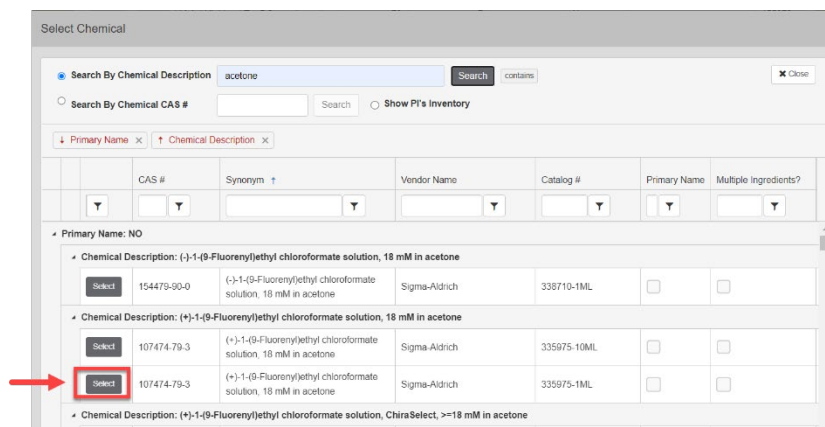 Select Chemical
Search By Chemical Description acetone Search contains × Close
Search By Chemical CAS # Search Show PI's Inventory
↓ Primary Name × ↑ Chemical Description ×
CAS # Synonym ↑ Vendor Name Catalog # Primary Name Multiple Ingredients?
Primary Name: NO
Chemical Description: (-)-1-(9-Fluorenyl)ethyl chloroformate solution, 18 mM in acetone
Select 154479-90-0 (-)-1-(9-Fluorenyl)ethyl chloroformate solution, 18 mM in acetone Sigma-Aldrich 338710-1ML
Chemical Description: (+)-1-(9-Fluorenyl)ethyl chloroformate solution, 18 mM in acetone
Select 107474-79-3 (+)-1-(9-Fluorenyl)ethyl chloroformate solution, 18 mM in acetone Sigma-Aldrich 335975-10ML
Select 107474-79-3 (+)-1-(9-Fluorenyl)ethyl chloroformate solution, 18 mM in acetone Sigma-Aldrich 335975-1ML
Chemical Description: (+)-1-(9-Fluorenyl)ethyl chloroformate solution, ChiraSelect, >=18 mM in acetone